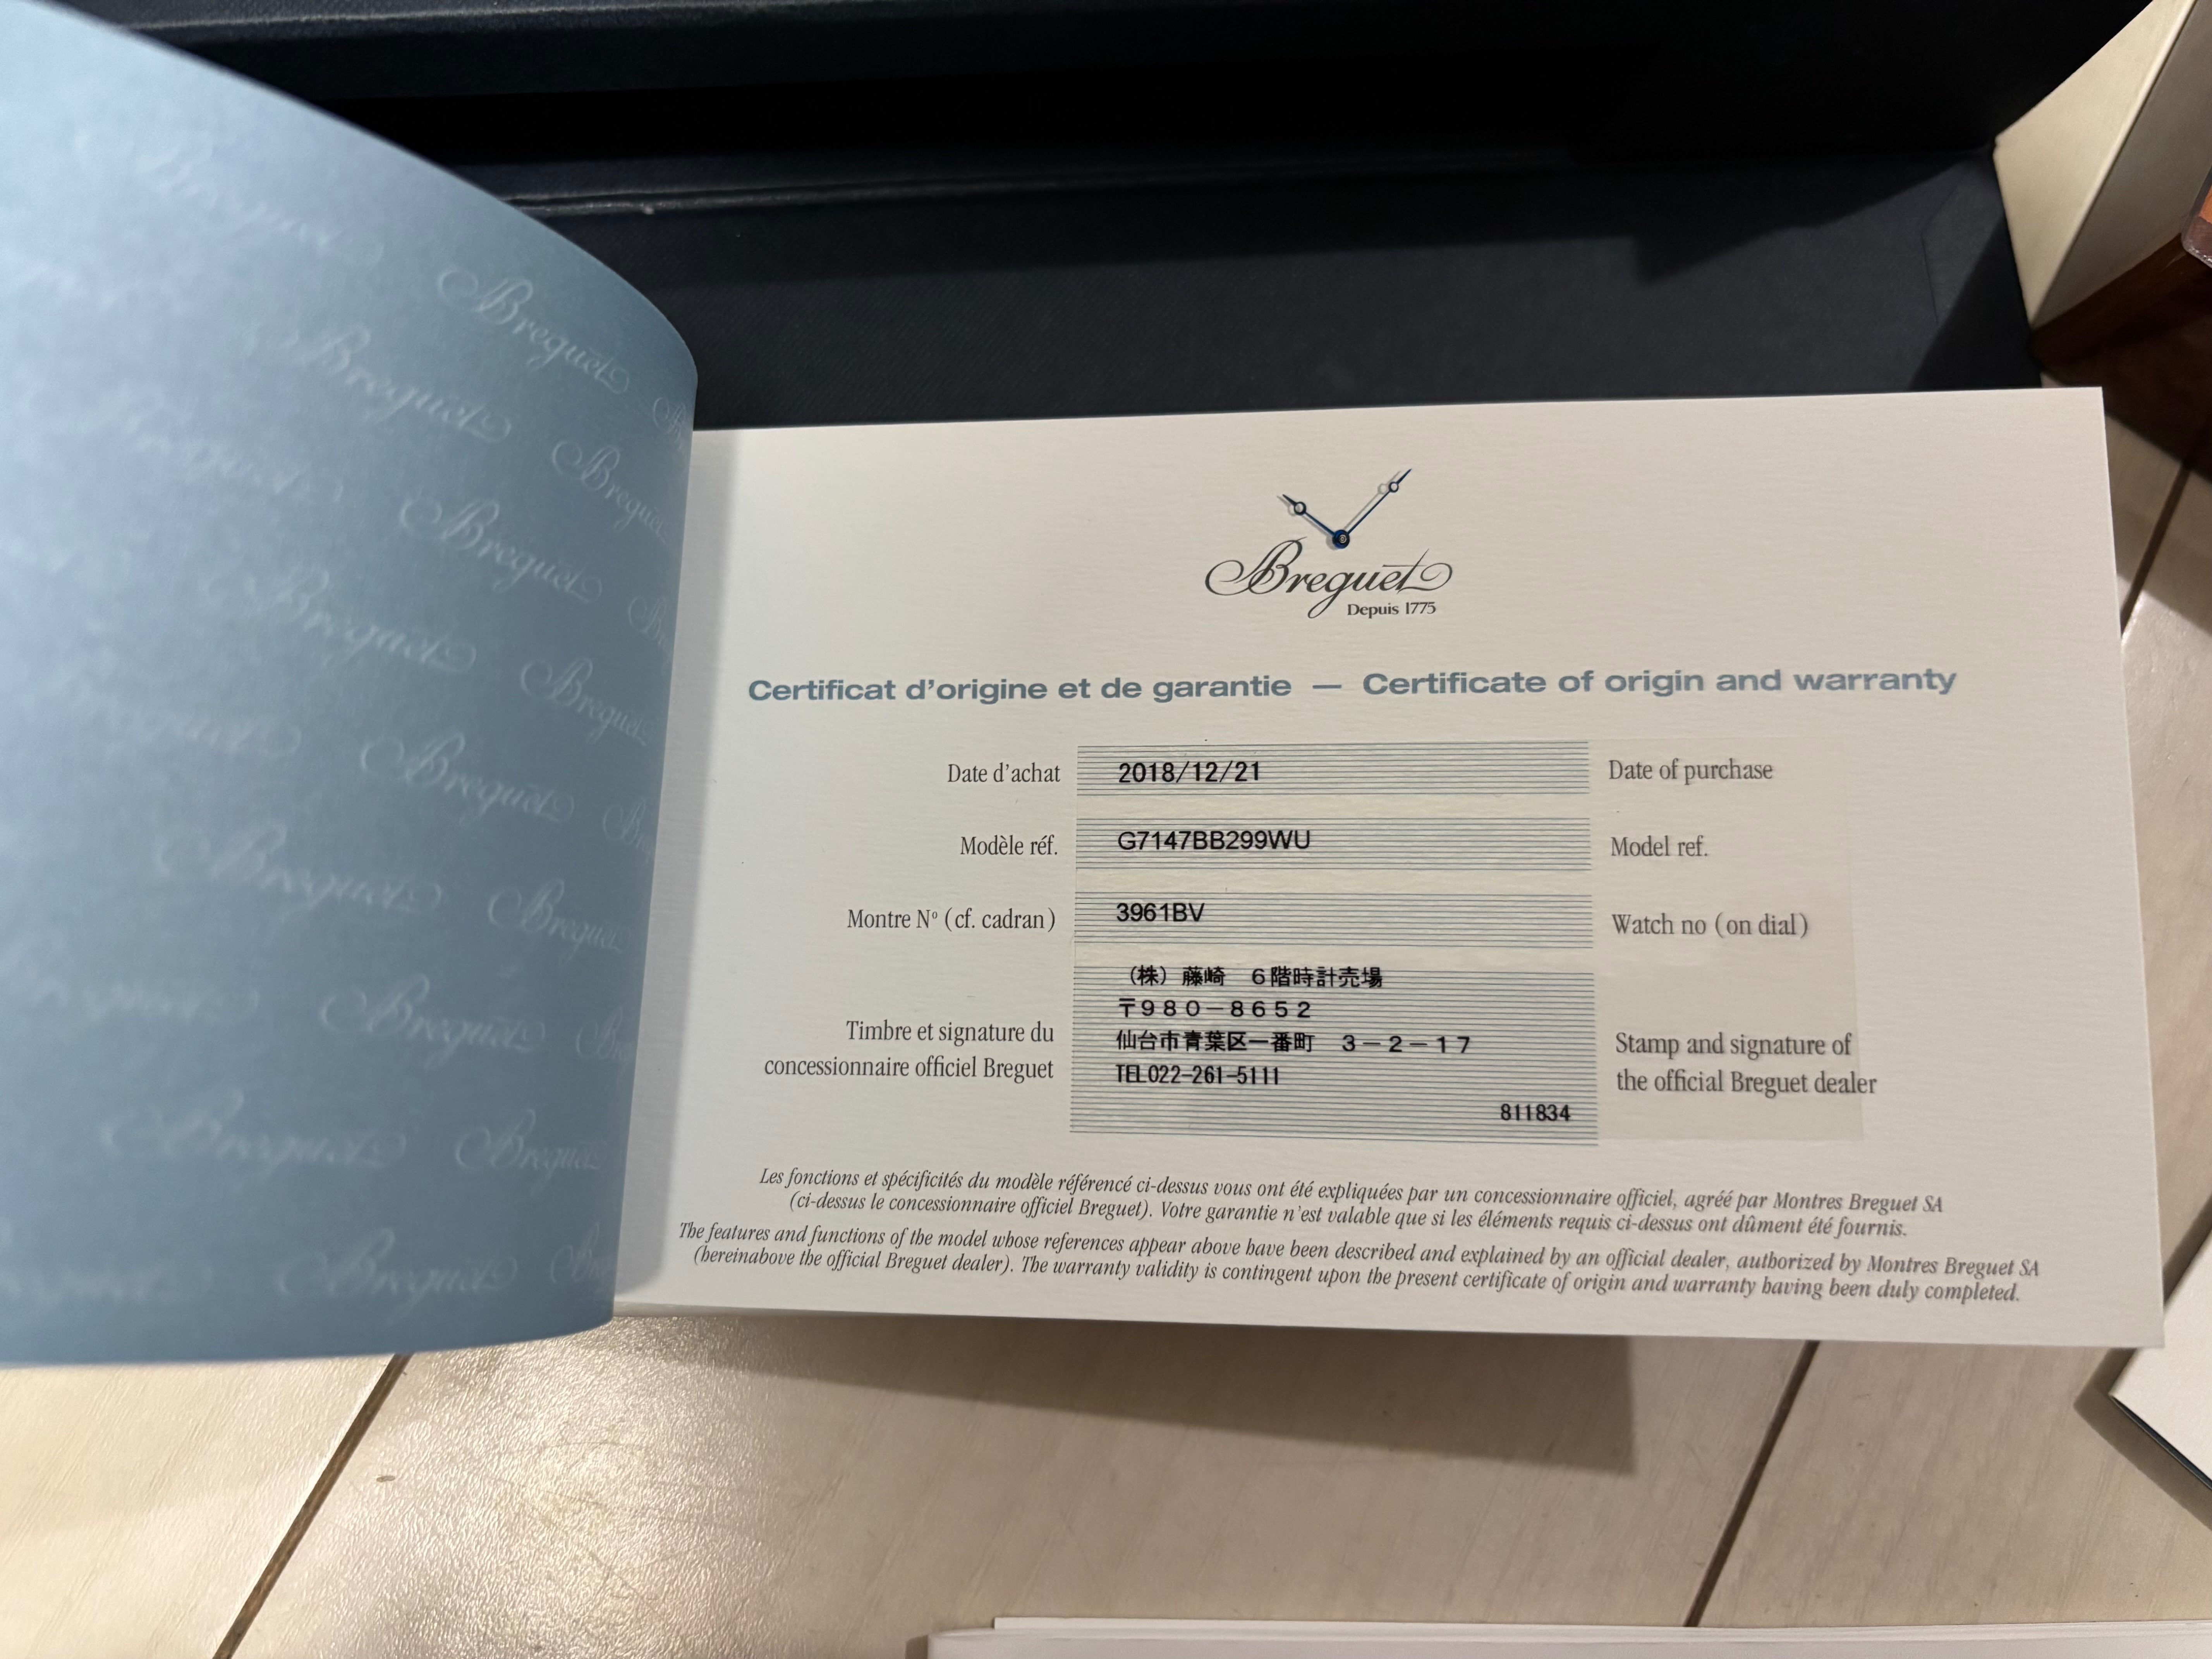 Breguet
Depuis 1775
Certificat d'origine et de garantie — Certificate of origin and warranty
Date d'achat 2018/12/21 Date of purchase
Modèle réf. G7147BB299WU Model ref.
Montre Nº (cf. cadran) 3961BV Watch no (on dial)
(株)藤崎 6階時計売場
〒980-8652
Timbre et signature du 仙台市青葉区一番町 3-2-17 Stamp and signature of
concessionnaire officiel Breguet TEL022-261-5111 the official Breguet dealer
811834
Les fonctions et spécificités du modèle référencé ci-dessus vous ont été expliquées par un concessionnaire officiel, agréé par Montres Breguet SA
(ci-dessus le concessionnaire officiel Breguet). Votre garantie n'est valable que si les éléments requis ci-dessus ont dûment été fournis.
The features and functions of the model whose references appear above have been described and explained by an official dealer, authorized by Montres Breguet SA
(hereinabove the official Breguet dealer). The warranty validity is contingent upon the present certificate of origin and warranty having been duly completed.